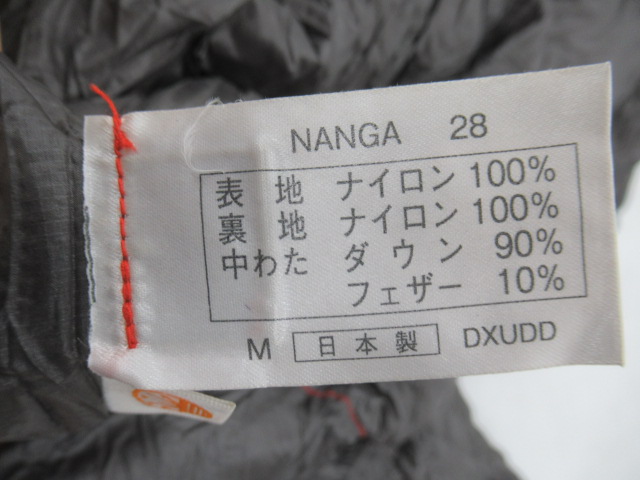 NANGA 28
表地 ナイロン 100%
裏地 ナイロン 100%
中わた ダウン 90%
フェザー 10%
M 日本製 DXUDD